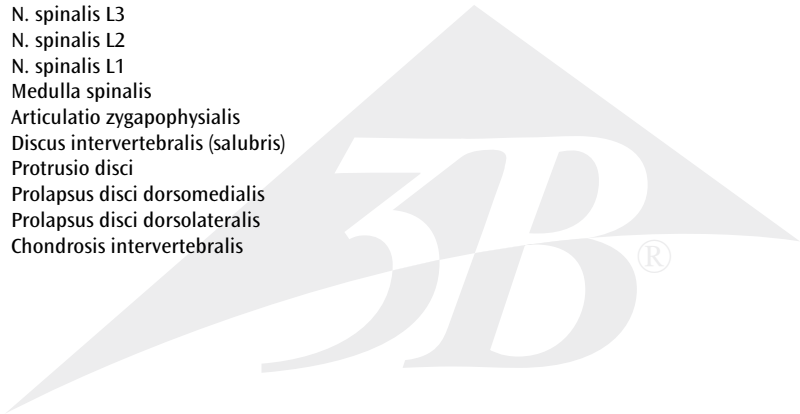 N. spinalis L3
N. spinalis L2
N. spinalis L1
Medulla spinalis
Articulatio zygapophysialis
Discus intervertebralis (salubris)
Protrusio disci
Prolapsus disci dorsomedialis
Prolapsus disci dorsolateralis
Chondrosis intervertebralis
3B
®